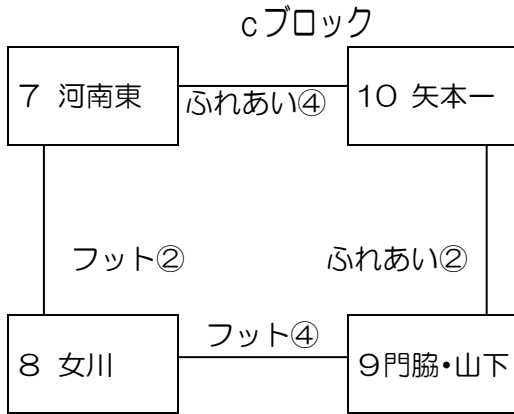 cブロック
7 河南東
10 矢本一
ふれあい④
フット②
ふれあい②
フット④
8 女川
9門脇・山下